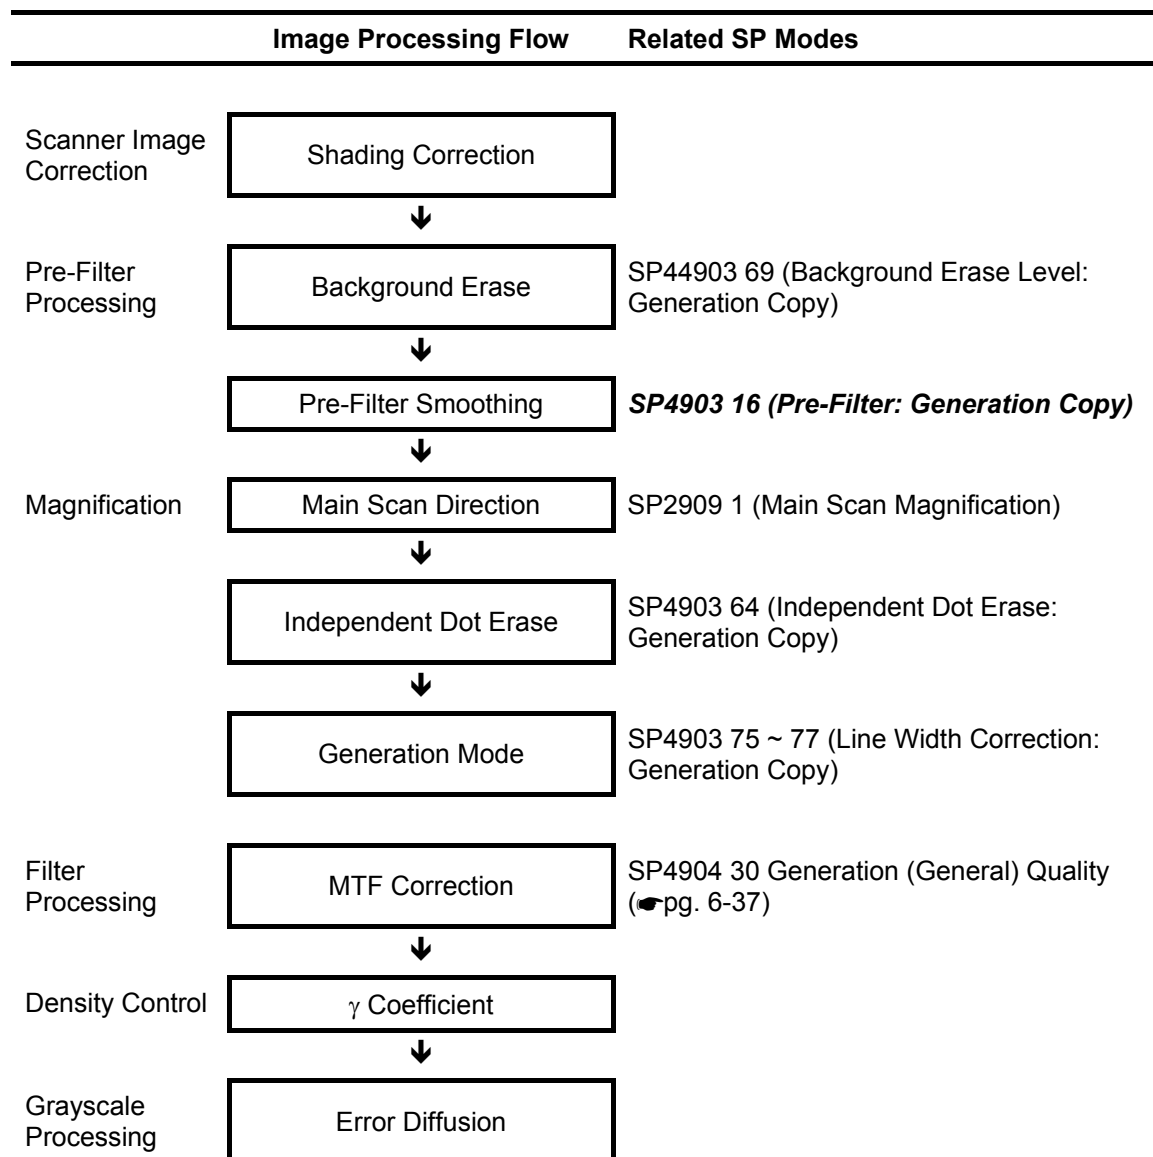 Image Processing Flow Related SP Modes
Scanner Image
Correction
Shading Correction
Pre-Filter
Processing
Background Erase
SP44903 69 (Background Erase Level:
Generation Copy)
Pre-Filter Smoothing
SP4903 16 (Pre-Filter: Generation Copy)
Magnification
Main Scan Direction
SP2909 1 (Main Scan Magnification)
Independent Dot Erase
SP4903 64 (Independent Dot Erase:
Generation Copy)
Generation Mode
SP4903 75 ~ 77 (Line Width Correction:
Generation Copy)
Filter
Processing
MTF Correction
SP4904 30 Generation (General) Quality
(☛pg. 6-37)
Density Control
γ Coefficient
Grayscale
Processing
Error Diffusion